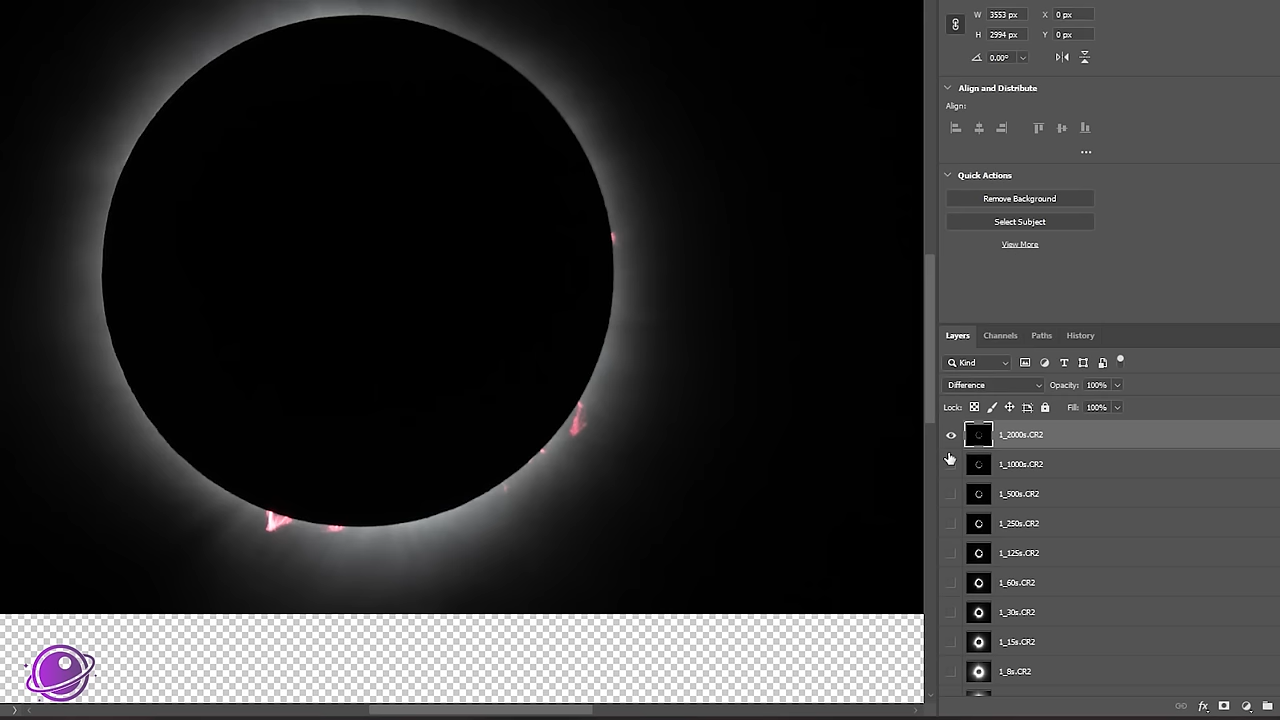 W 3553 px X 0 px
H 2994 px Y 0 px
0.00°
Align and Distribute
Align:
Quick Actions
Remove Background
Select Subject
View More
Layers Channels Paths History
Kind
Difference Opacity: 100%
Lock: Fill: 100%
1_2000s.CR2
1_1000s.CR2
1_500s.CR2
1_250s.CR2
1_125s.CR2
1_60s.CR2
1_30s.CR2
1_15s.CR2
1_8s.CR2